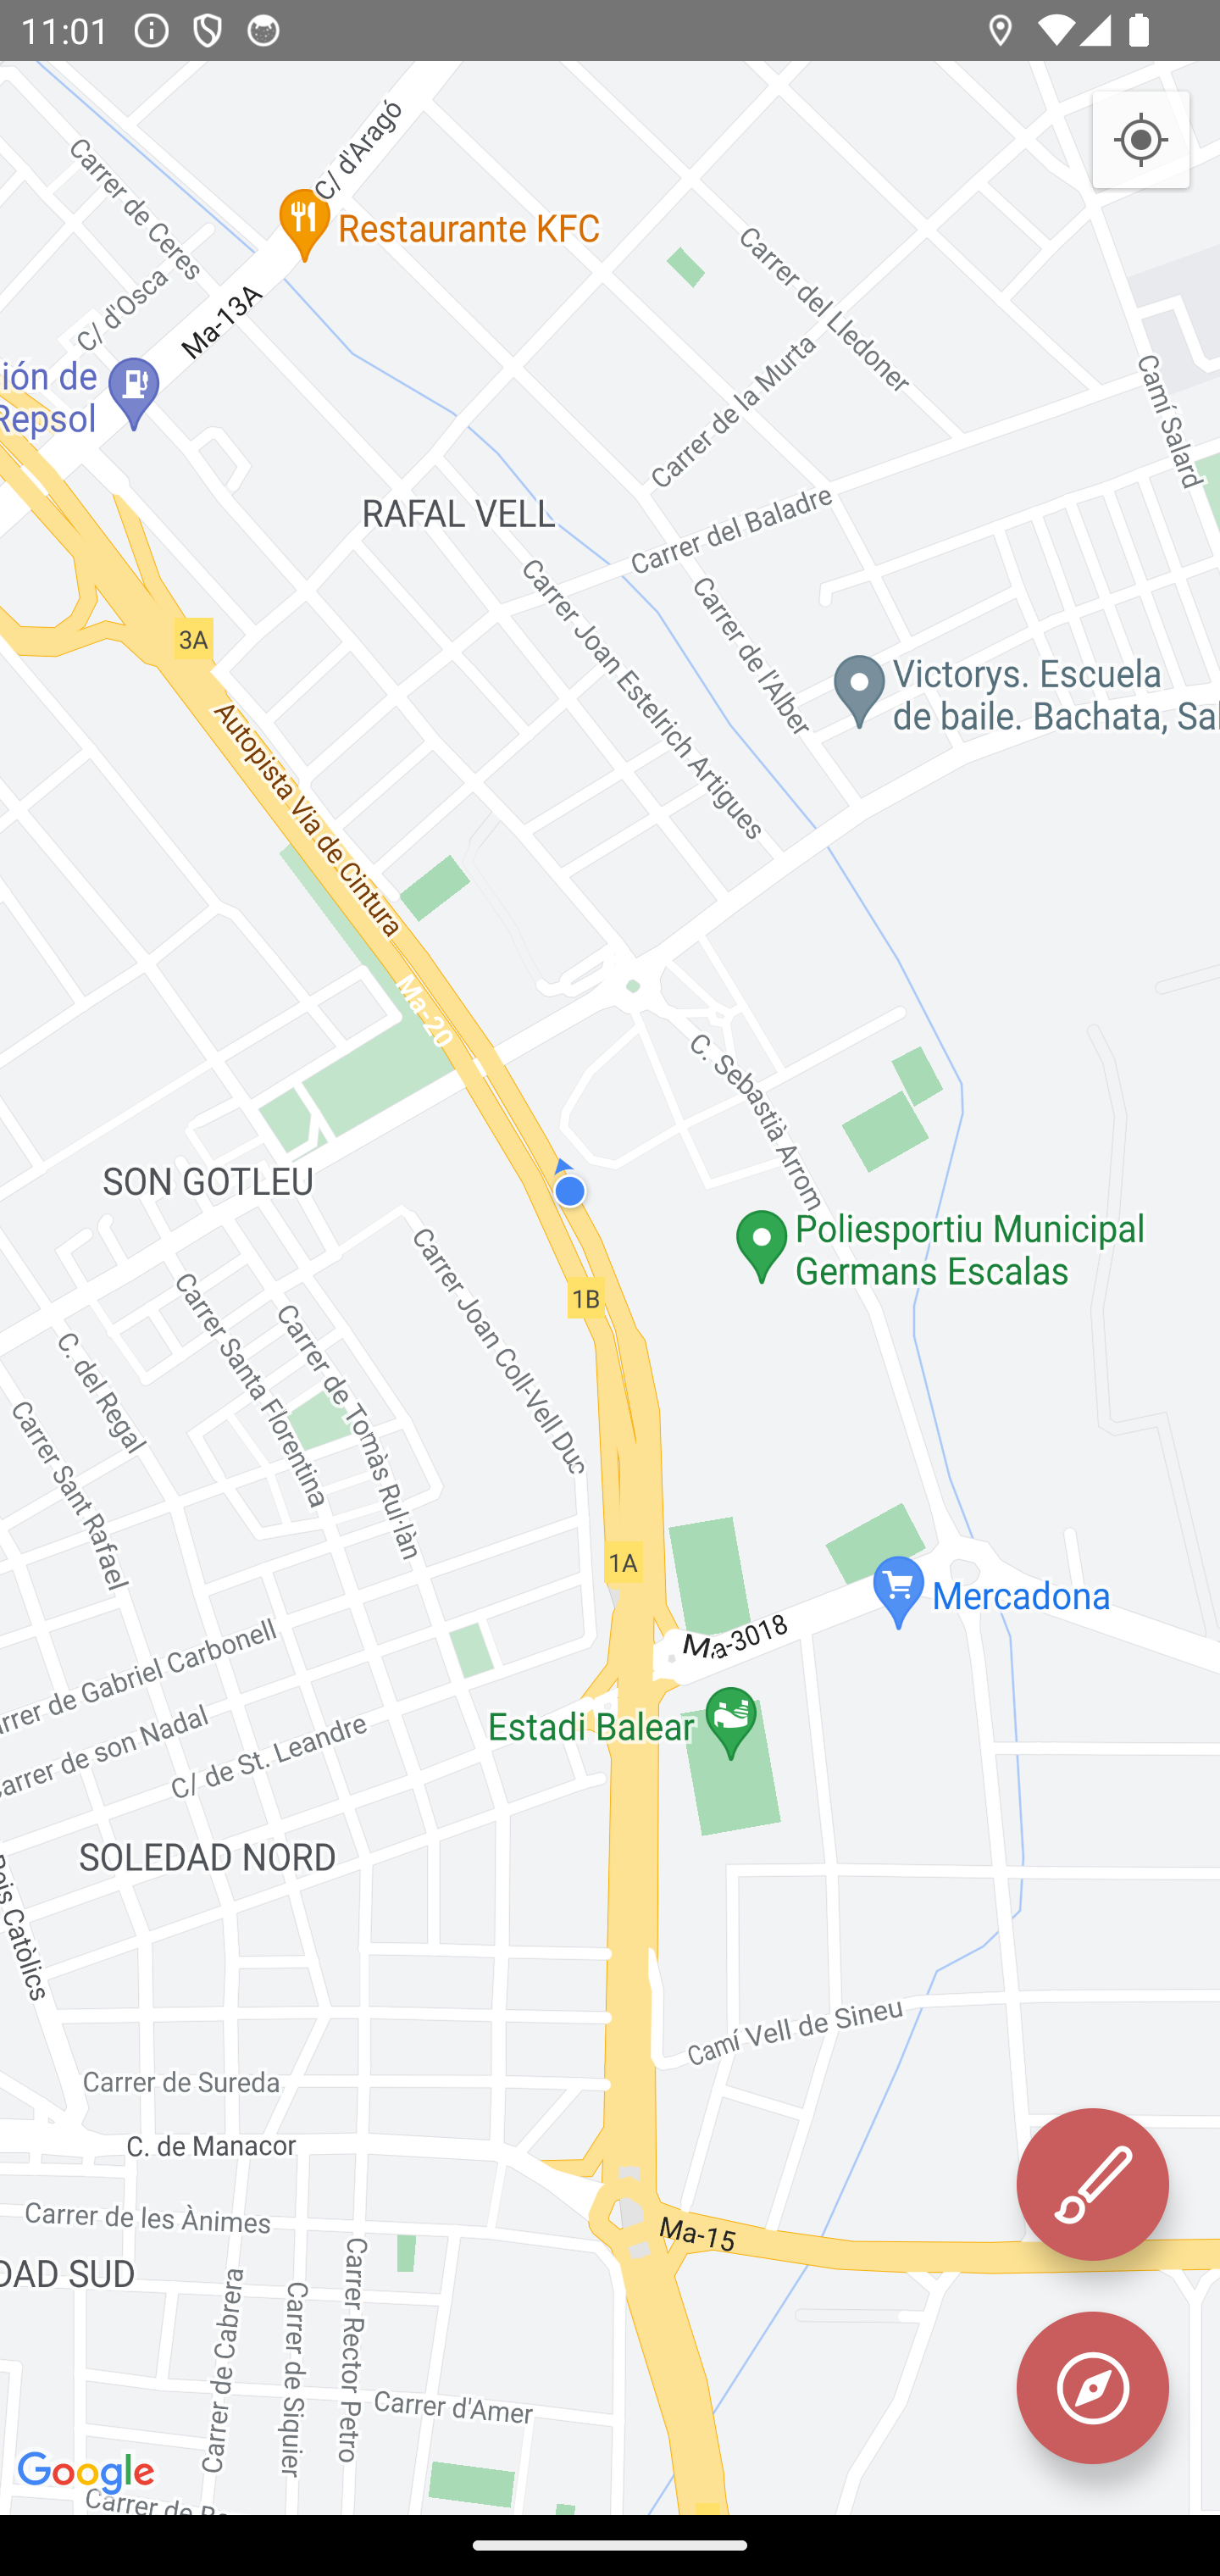 11:01
C/ d'Aragó
Carrer de Ceres
Restaurante KFC
C/ d'Osca
Ma-13A
Carrer del Lledoner
Carrer de la Murta
Camí Salard
ión de
Repsol
RAFAL VELL
Carrer del Baladre
Carrer Joan Estelrich Artigues
Carrer de l'Alber
3A
Victorys. Escuela
de baile. Bachata, Sal
Autopista Via de Cintura
Ma-20
C. Sebastià Arrom
SON GOTLEU
Poliesportiu Municipal
Germans Escalas
Carrer Joan Coll-Vell Duc
1B
Carrer Santa Florentina
Carrer de Tomàs Rul·làn
C. del Regal
Carrer Sant Rafael
1A
Mercadona
Ma-3018
rrer de Gabriel Carbonell
Carrer de son Nadal
C/ de St. Leandre
Estadi Balear
SOLEDAD NORD
Reis Catòlics
Camí Vell de Sineu
Carrer de Sureda
C. de Manacor
Carrer de les Ànimes
Ma-15
DAD SUD
Carrer de Cabrera
Carrer de Siquier
Carrer Rector Petro
Carrer d'Amer
Google
Carrer de